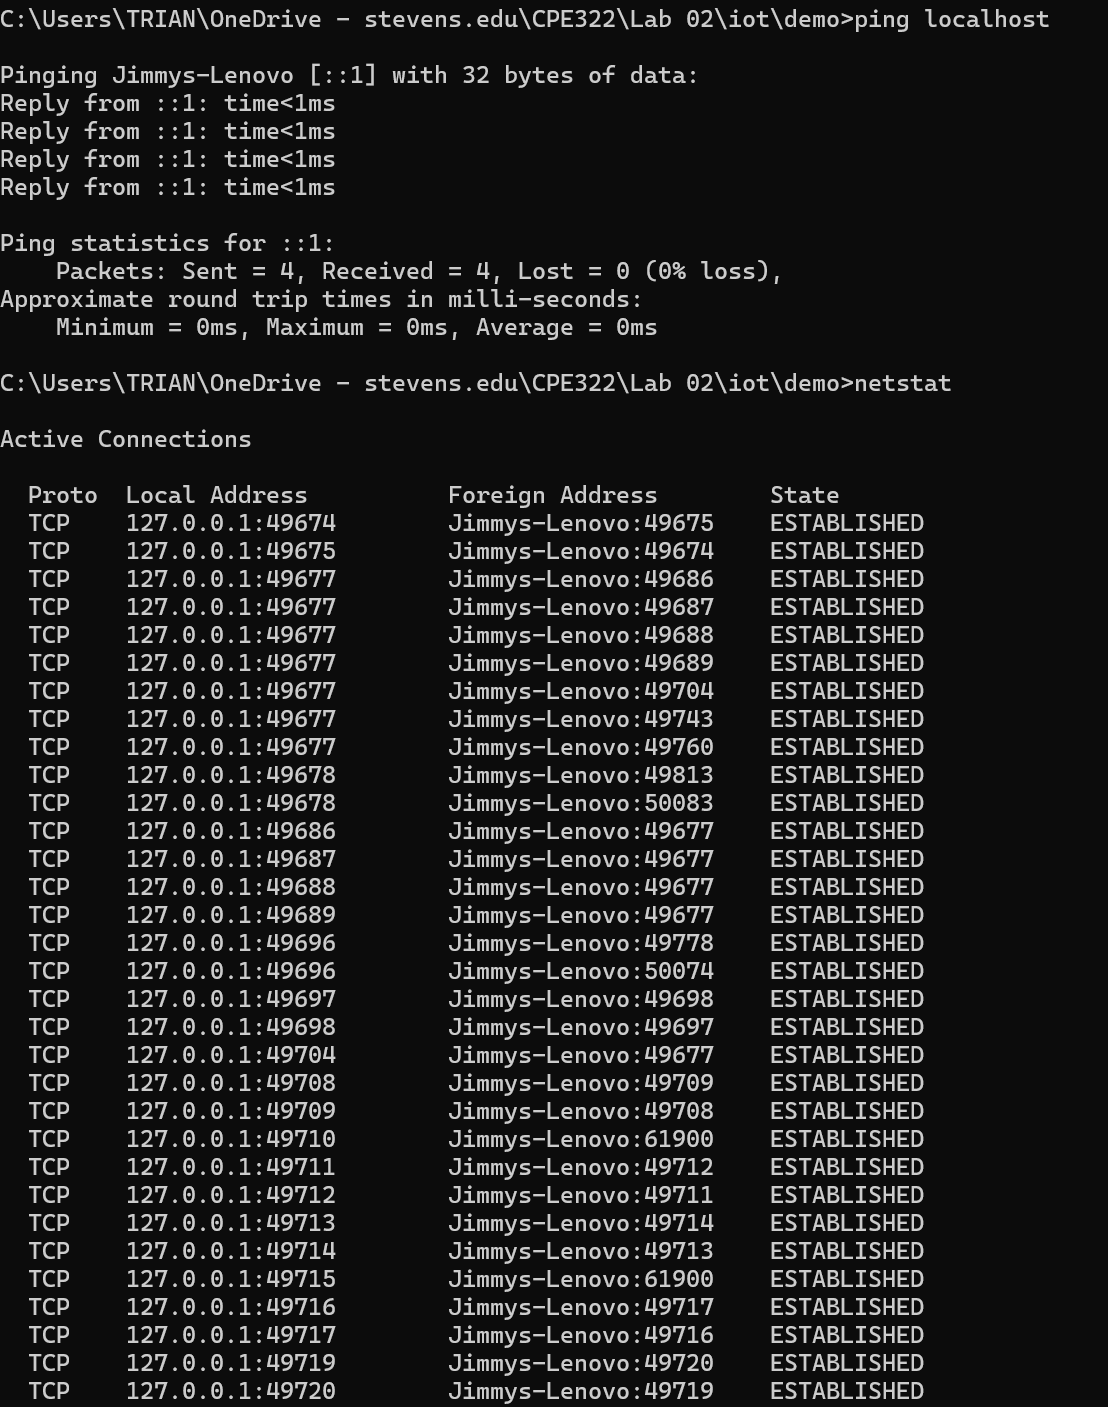 C:\Users\TRIAN\OneDrive - stevens.edu\CPE322\Lab 02\iot\demo>ping localhost
Pinging Jimmys-Lenovo [::1] with 32 bytes of data:
Reply from ::1: time<1ms
Reply from ::1: time<1ms
Reply from ::1: time<1ms
Reply from ::1: time<1ms
Ping statistics for ::1:
    Packets: Sent = 4, Received = 4, Lost = 0 (0% loss),
Approximate round trip times in milli-seconds:
    Minimum = 0ms, Maximum = 0ms, Average = 0ms
C:\Users\TRIAN\OneDrive - stevens.edu\CPE322\Lab 02\iot\demo>netstat
Active Connections
  Proto  Local Address          Foreign Address        State
  TCP    127.0.0.1:49674        Jimmys-Lenovo:49675    ESTABLISHED
  TCP    127.0.0.1:49675        Jimmys-Lenovo:49674    ESTABLISHED
  TCP    127.0.0.1:49677        Jimmys-Lenovo:49686    ESTABLISHED
  TCP    127.0.0.1:49677        Jimmys-Lenovo:49687    ESTABLISHED
  TCP    127.0.0.1:49677        Jimmys-Lenovo:49688    ESTABLISHED
  TCP    127.0.0.1:49677        Jimmys-Lenovo:49689    ESTABLISHED
  TCP    127.0.0.1:49677        Jimmys-Lenovo:49704    ESTABLISHED
  TCP    127.0.0.1:49677        Jimmys-Lenovo:49743    ESTABLISHED
  TCP    127.0.0.1:49677        Jimmys-Lenovo:49760    ESTABLISHED
  TCP    127.0.0.1:49678        Jimmys-Lenovo:49813    ESTABLISHED
  TCP    127.0.0.1:49678        Jimmys-Lenovo:50083    ESTABLISHED
  TCP    127.0.0.1:49686        Jimmys-Lenovo:49677    ESTABLISHED
  TCP    127.0.0.1:49687        Jimmys-Lenovo:49677    ESTABLISHED
  TCP    127.0.0.1:49688        Jimmys-Lenovo:49677    ESTABLISHED
  TCP    127.0.0.1:49689        Jimmys-Lenovo:49677    ESTABLISHED
  TCP    127.0.0.1:49696        Jimmys-Lenovo:49778    ESTABLISHED
  TCP    127.0.0.1:49696        Jimmys-Lenovo:50074    ESTABLISHED
  TCP    127.0.0.1:49697        Jimmys-Lenovo:49698    ESTABLISHED
  TCP    127.0.0.1:49698        Jimmys-Lenovo:49697    ESTABLISHED
  TCP    127.0.0.1:49704        Jimmys-Lenovo:49677    ESTABLISHED
  TCP    127.0.0.1:49708        Jimmys-Lenovo:49709    ESTABLISHED
  TCP    127.0.0.1:49709        Jimmys-Lenovo:49708    ESTABLISHED
  TCP    127.0.0.1:49710        Jimmys-Lenovo:61900    ESTABLISHED
  TCP    127.0.0.1:49711        Jimmys-Lenovo:49712    ESTABLISHED
  TCP    127.0.0.1:49712        Jimmys-Lenovo:49711    ESTABLISHED
  TCP    127.0.0.1:49713        Jimmys-Lenovo:49714    ESTABLISHED
  TCP    127.0.0.1:49714        Jimmys-Lenovo:49713    ESTABLISHED
  TCP    127.0.0.1:49715        Jimmys-Lenovo:61900    ESTABLISHED
  TCP    127.0.0.1:49716        Jimmys-Lenovo:49717    ESTABLISHED
  TCP    127.0.0.1:49717        Jimmys-Lenovo:49716    ESTABLISHED
  TCP    127.0.0.1:49719        Jimmys-Lenovo:49720    ESTABLISHED
  TCP    127.0.0.1:49720        Jimmys-Lenovo:49719    ESTABLISHED